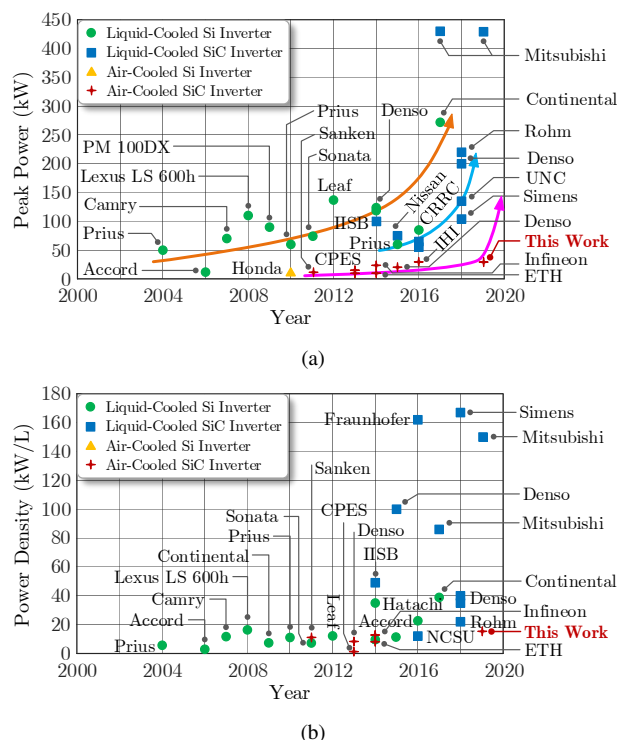 (a)
Peak Power (kW)
450
400
350
300
250
200
150
100
50
0
Liquid-Cooled Si Inverter
Liquid-Cooled SiC Inverter
Air-Cooled Si Inverter
Air-Cooled SiC Inverter
Mitsubishi
Continental
Rohm
Denso
UNC
Simens
Denso
This Work
Infineon
ETH
Prius
Denso
Sanken
Sonata
PM 100DX
Lexus LS 600h
Leaf
Camry
Nissan
CRRC
IISB
Prius
Prius
IHI
Accord
Honda
CPES
2000
2004
2008
2012
2016
2020
Year
(a)
Power Density (kW/L)
180
160
140
120
100
80
60
40
20
0
Liquid-Cooled Si Inverter
Liquid-Cooled SiC Inverter
Air-Cooled Si Inverter
Air-Cooled SiC Inverter
Fraunhofer
Simens
Mitsubishi
Sanken
CPES
Denso
Sonata
Denso
Mitsubishi
Prius
IISB
Continental
Continental
Lexus LS 600h
Camry
Leaf
Hatachi
Denso
Infineon
Accord
Accord
Rohm
This Work
Prius
NCSU
ETH
2000
2004
2008
2012
2016
2020
Year
(b)